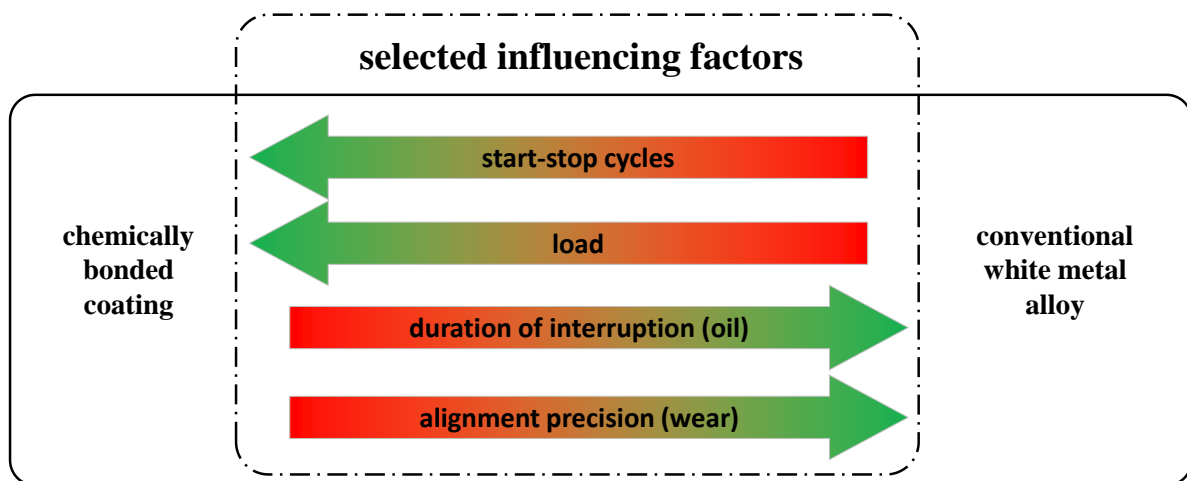 selected influencing factors
start-stop cycles
load
duration of interruption (oil)
alignment precision (wear)
chemically
bonded
coating
conventional
white metal
alloy